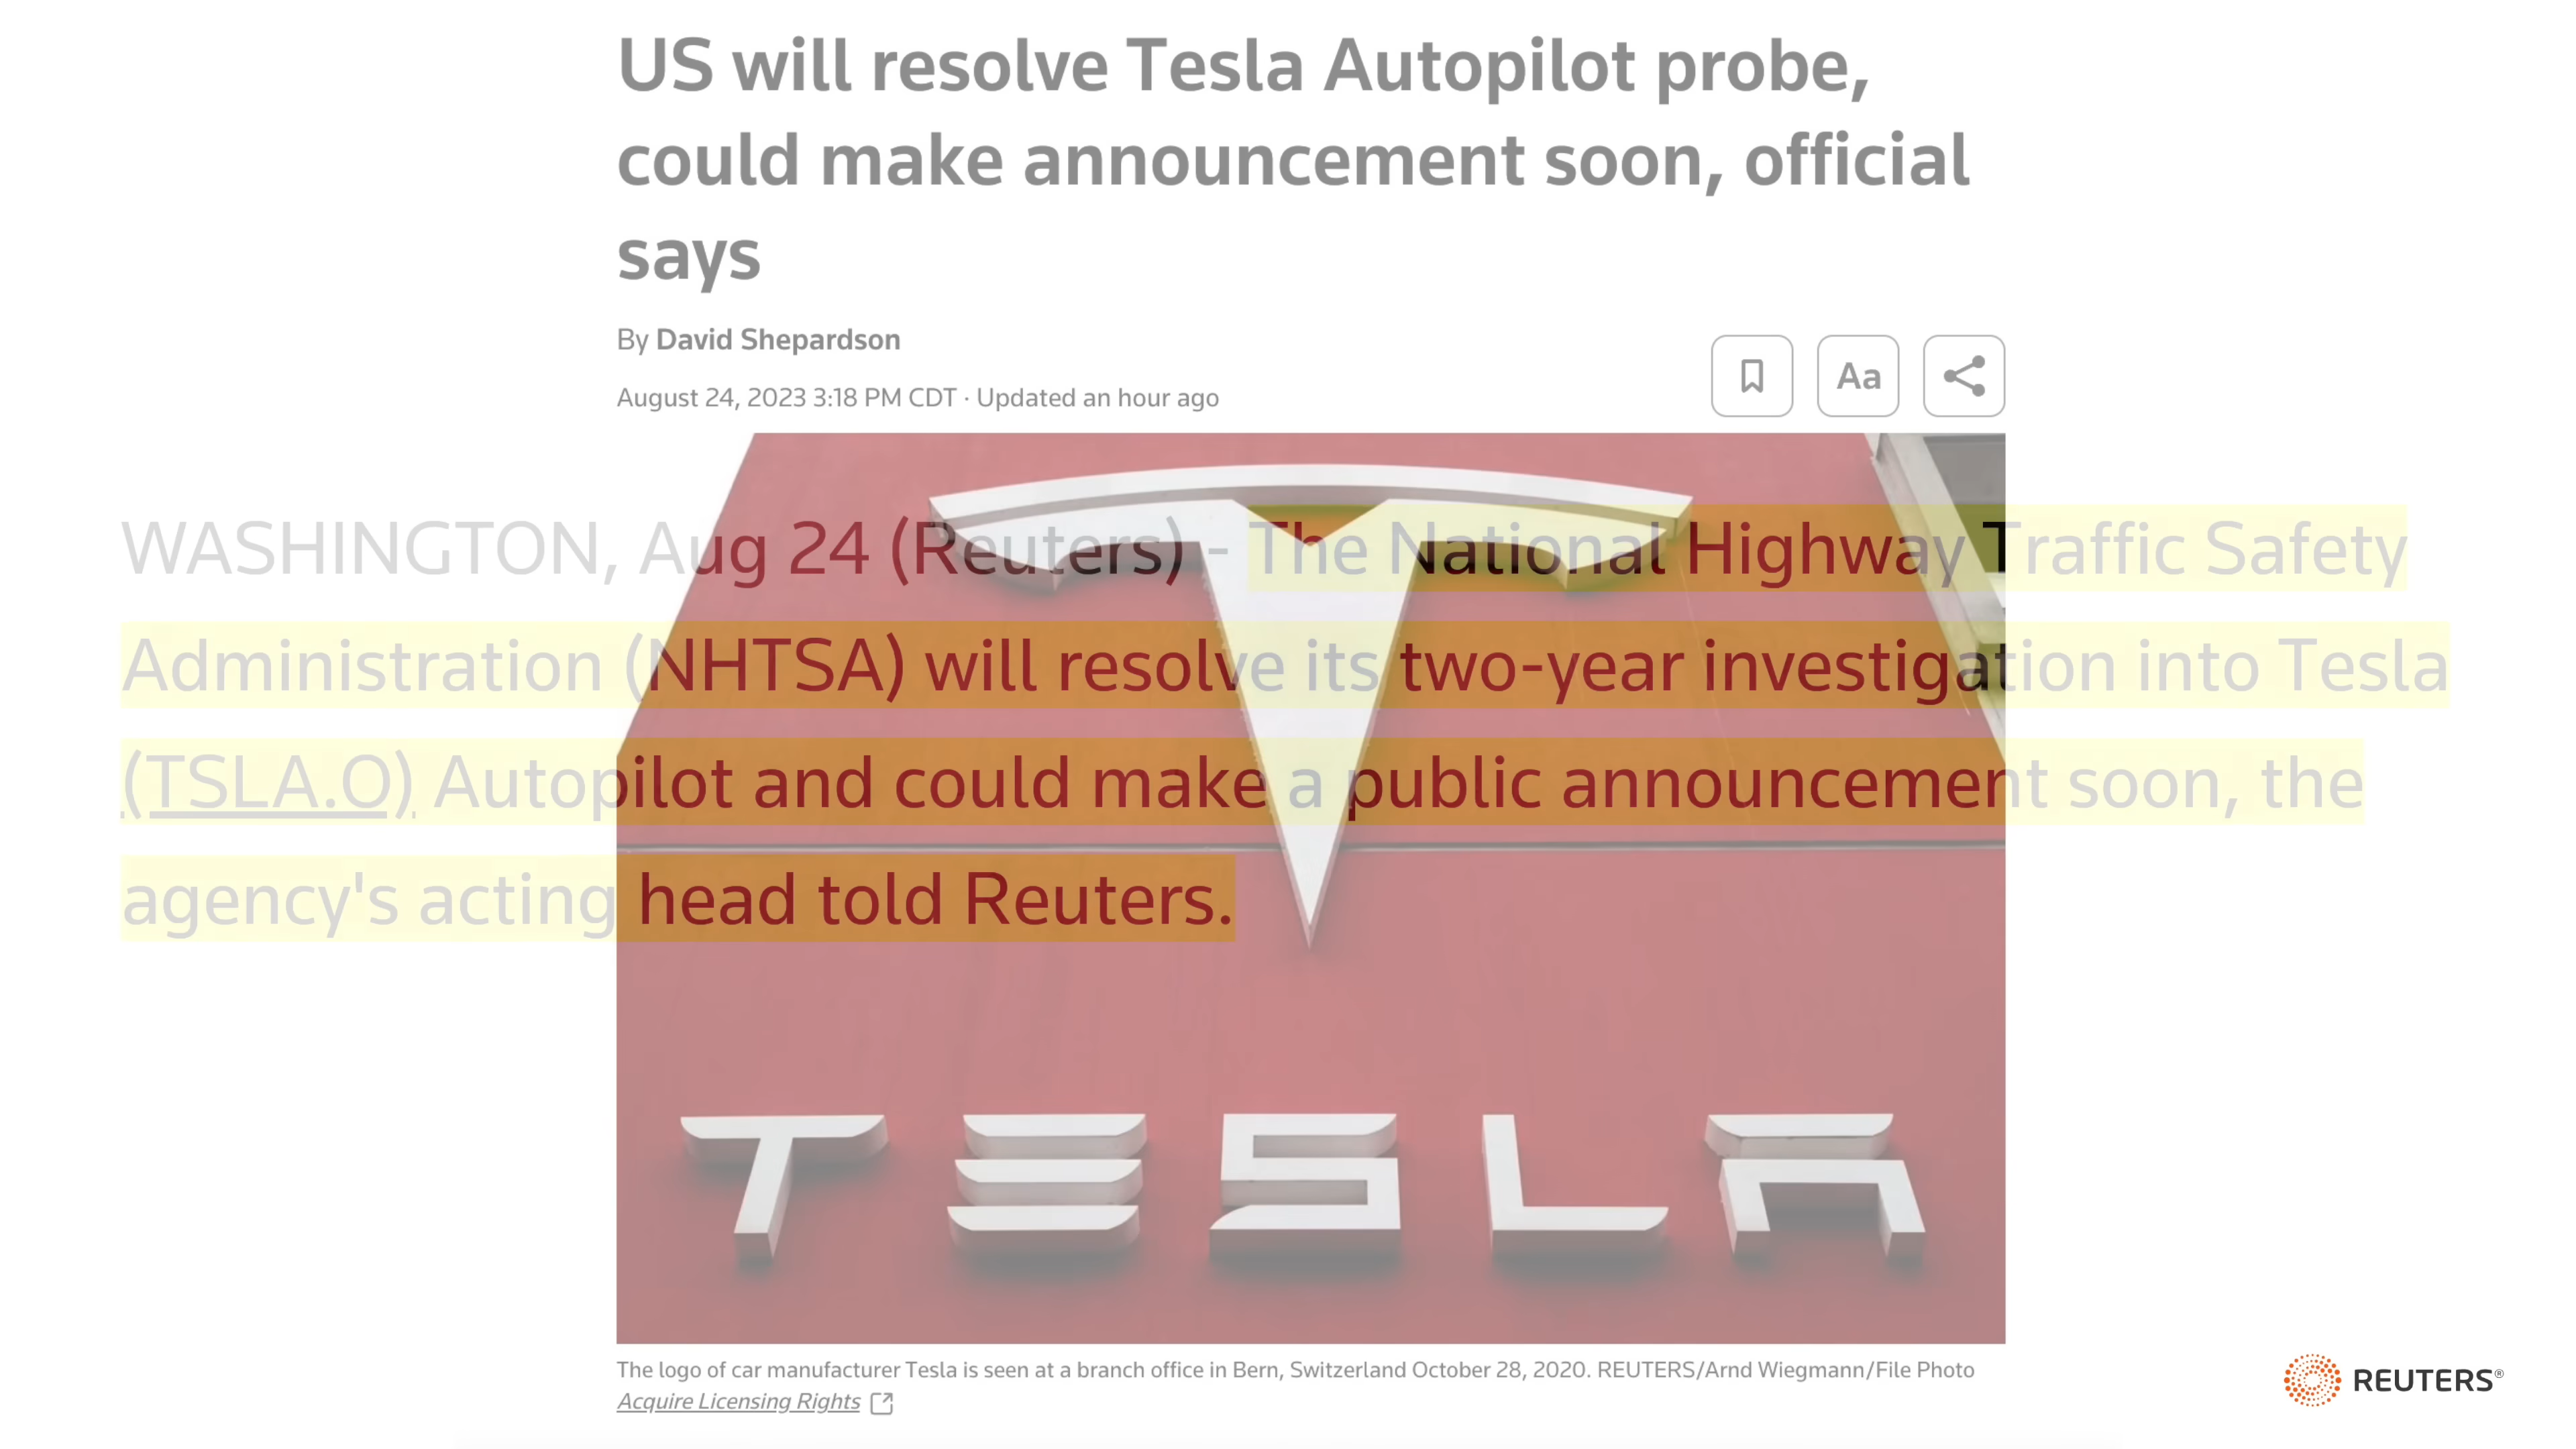 US will resolve Tesla Autopilot probe,
could make announcement soon, official
says
By David Shepardson
August 24, 2023 3:18 PM CDT · Updated an hour ago
Aa
WASHINGTON, Aug 24 (Reuters) - The National Highway Traffic Safety
Administration (NHTSA) will resolve its two-year investigation into Tesla
(TSLA.O) Autopilot and could make a public announcement soon, the
agency's acting head told Reuters.
TESLA
The logo of car manufacturer Tesla is seen at a branch office in Bern, Switzerland October 28, 2020. REUTERS/Arnd Wiegmann/File Photo
Acquire Licensing Rights
REUTERS®